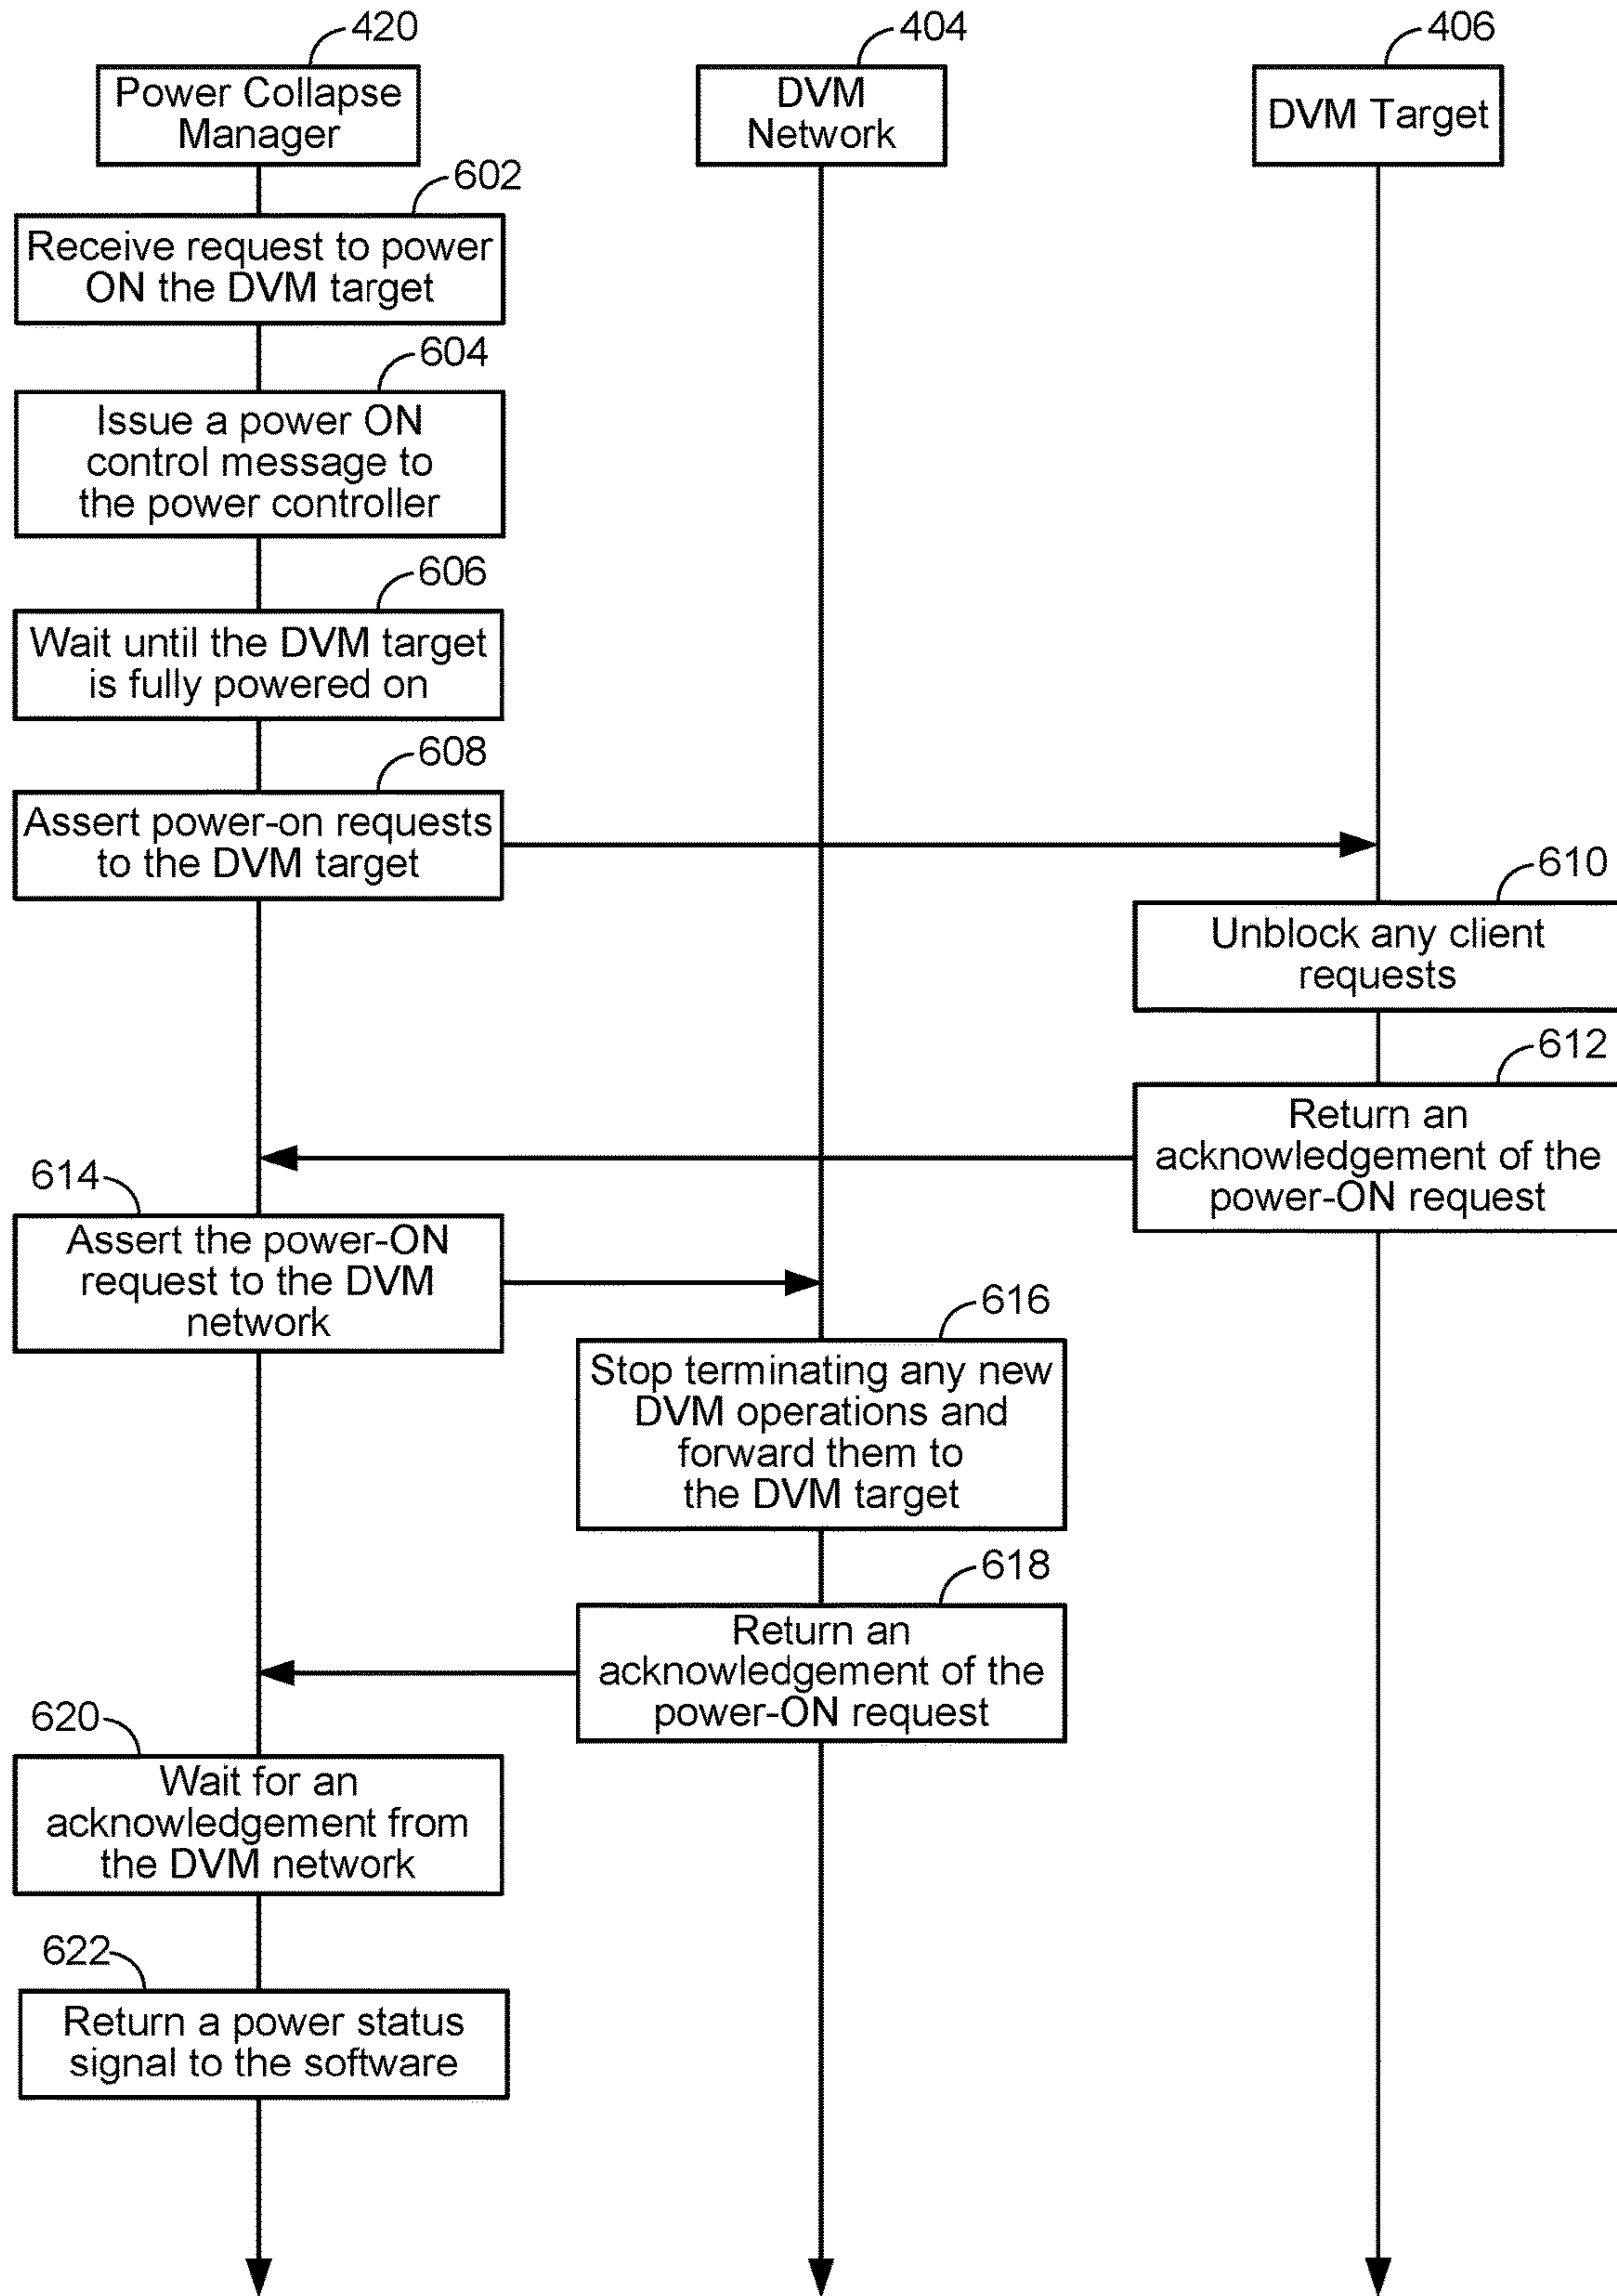 420
404
406
Power Collapse
Manager
DVM
Network
DVM Target
602
Receive request to power
ON the DVM target
604
Issue a power ON
control message to
the power controller
606
Wait until the DVM target
is fully powered on
608
Assert power-on requests
to the DVM target
610
Unblock any client
requests
612
Return an
acknowledgement of the
power-ON request
614
Assert the power-ON
request to the DVM
network
616
Stop terminating any new
DVM operations and
forward them to
the DVM target
618
Return an
acknowledgement of the
power-ON request
620
Wait for an
acknowledgement from
the DVM network
622
Return a power status
signal to the software